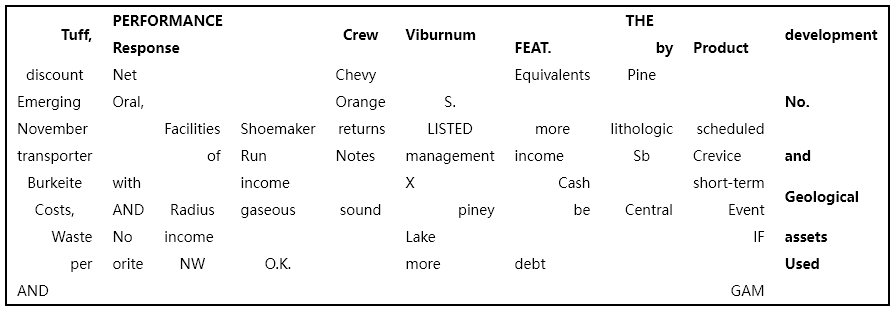 PERFORMANCE THE
Tuff, Response Crew Viburnum FEAT. by Product development
discount Net Chevy Equivalents Pine
Emerging Oral, Orange S. No.
November Facilities Shoemaker returns LISTED more lithologic scheduled
transporter of Run Notes management income Sb Crevice and
Burkeite with income X Cash short-term
Geological
Costs, AND Radius gaseous sound piney be Central Event
Waste No income Lake IF assets
per orite NW O.K. more debt Used
AND GAM